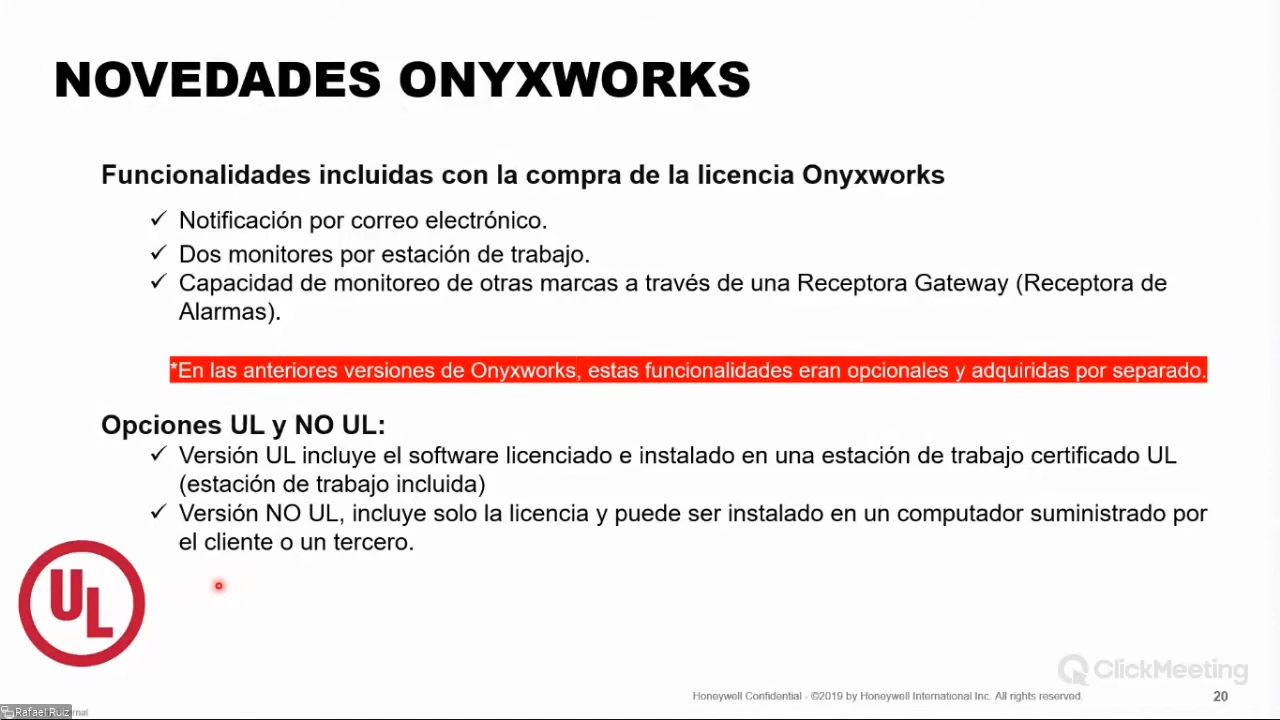 NOVEDADES ONYXWORKS
Funcionalidades incluidas con la compra de la licencia Onyxworks
✓ Notificación por correo electrónico.
✓ Dos monitores por estación de trabajo.
✓ Capacidad de monitoreo de otras marcas a través de una Receptora Gateway (Receptora de
Alarmas).
*En las anteriores versiones de Onyxworks, estas funcionalidades eran opcionales y adquiridas por separado.
Opciones UL y NO UL:
✓ Versión UL incluye el software licenciado e instalado en una estación de trabajo certificado UL
(estación de trabajo incluida)
✓ Versión NO UL, incluye solo la licencia y puede ser instalado en un computador suministrado por
el cliente o un tercero.
UL
ClickMeeting
Honeywell Confidential - ©2019 by Honeywell International Inc. All rights reserved.
20
Rafael Ruiz